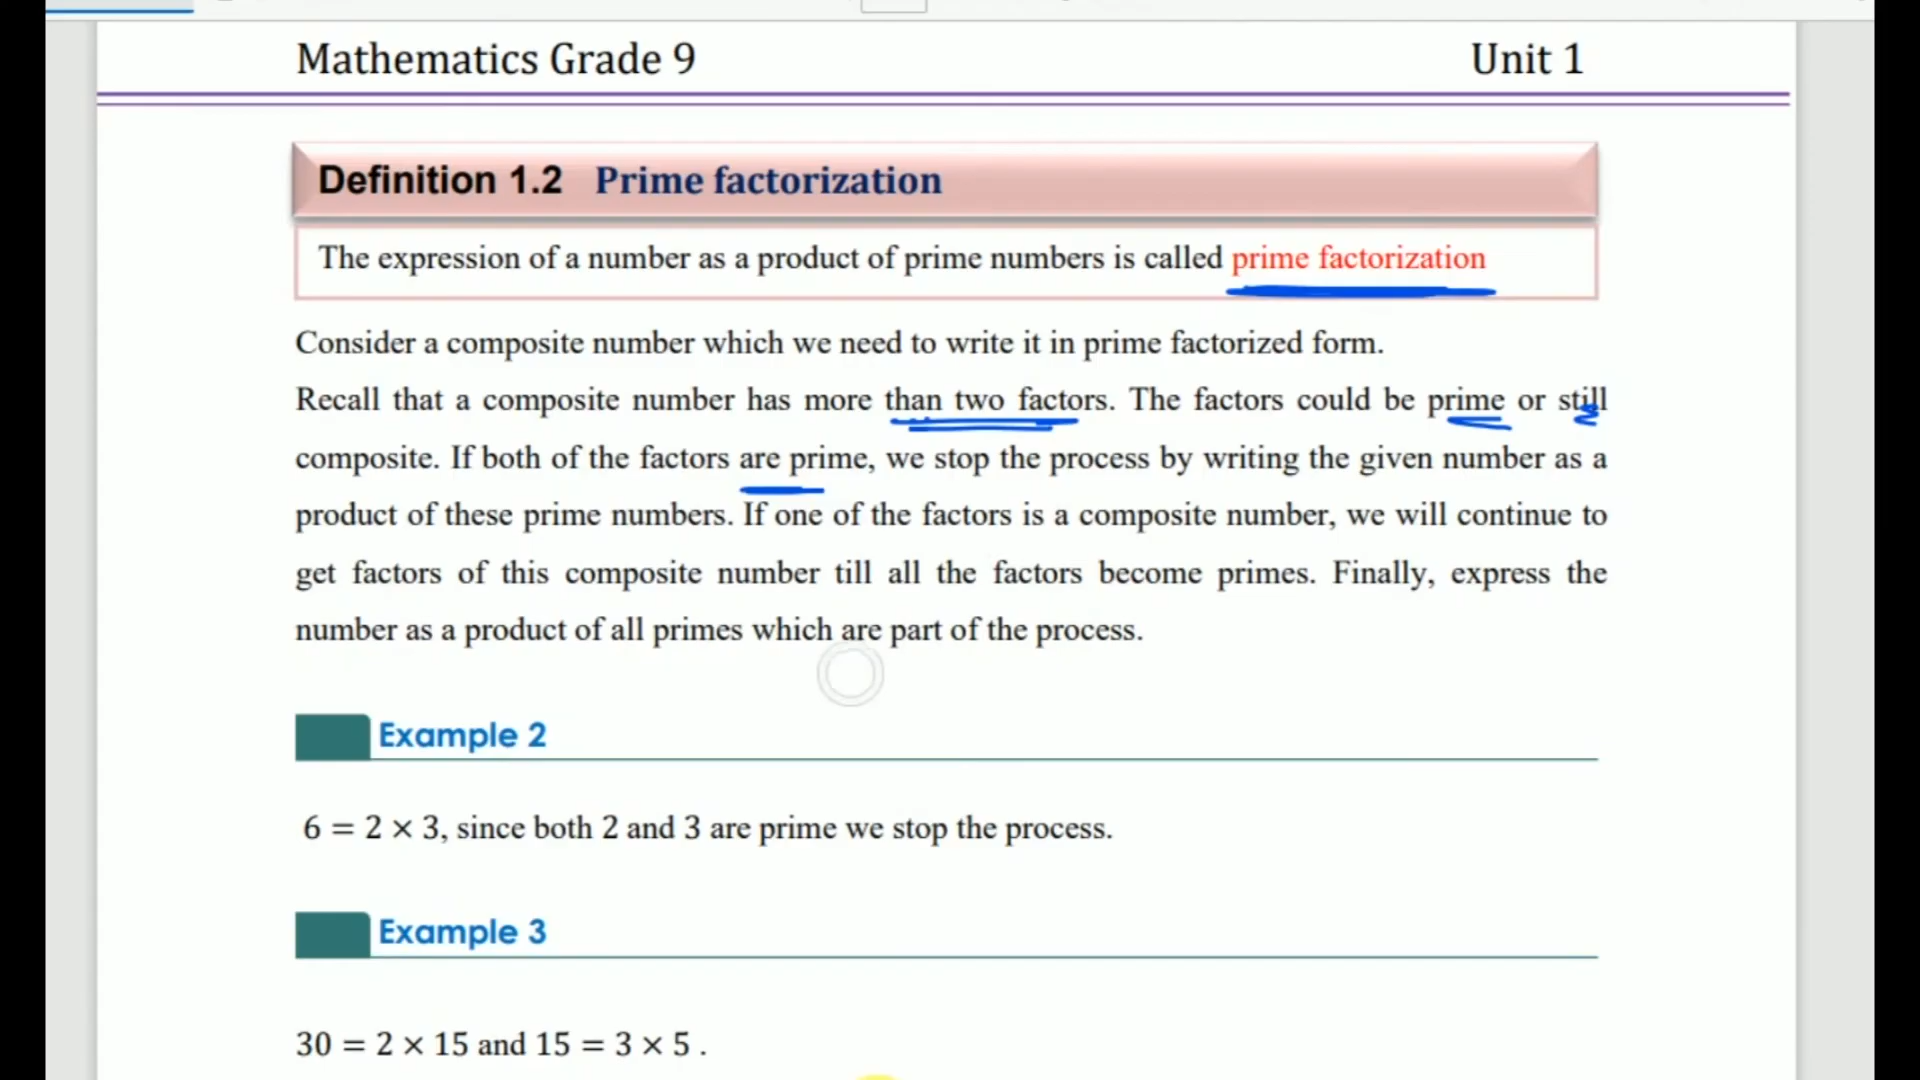 Mathematics Grade 9 Unit 1
Definition 1.2 Prime factorization
The expression of a number as a product of prime numbers is called prime factorization
Consider a composite number which we need to write it in prime factorized form.
Recall that a composite number has more than two factors. The factors could be prime or still
composite. If both of the factors are prime, we stop the process by writing the given number as a
product of these prime numbers. If one of the factors is a composite number, we will continue to
get factors of this composite number till all the factors become primes. Finally, express the
number as a product of all primes which are part of the process.
Example 2
6 = 2 × 3, since both 2 and 3 are prime we stop the process.
Example 3
30 = 2 × 15 and 15 = 3 × 5 .